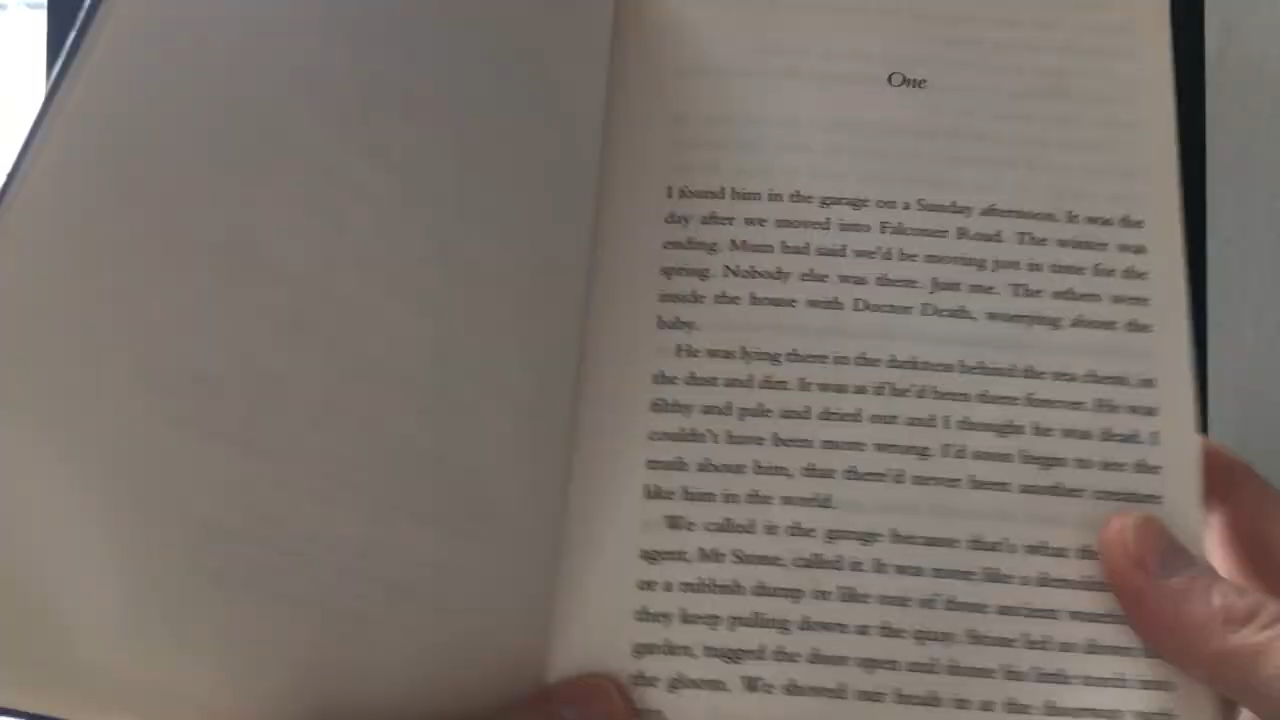 One
I found him in the garage on a Sunday afternoon. It was the
day after we moved into Falconer Road. The winter was
ending. Mum had said we'd be moving just in time for the
spring. Nobody else was there. Just me. The others were
inside the house with Doctor Death, worrying about the
baby.
He was lying there in the darkness behind the tea chests, in
the dust and dirt. It was as if he'd been there forever. He was
filthy and pale and dried out and I thought he was dead. I
couldn't have been more wrong. I'd soon begin to see the
truth about him, that there'd never been another creature
like him in the world.
We called it the garage because that's what the
agent, Mr Stone, called it. It was more like a demolition
or a rubbish dump or like one of those ancient
they keep pulling down at the quay. Stone led us down the
garden, tugged the door open and shone his little torch into
the gloom. We shoved our heads in at the doorway